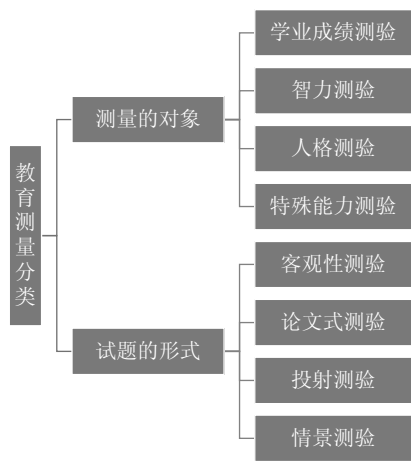 教育测量分类
测量的对象
学业成绩测验
智力测验
人格测验
特殊能力测验
试题的形式
客观性测验
论文式测验
投射测验
情景测验